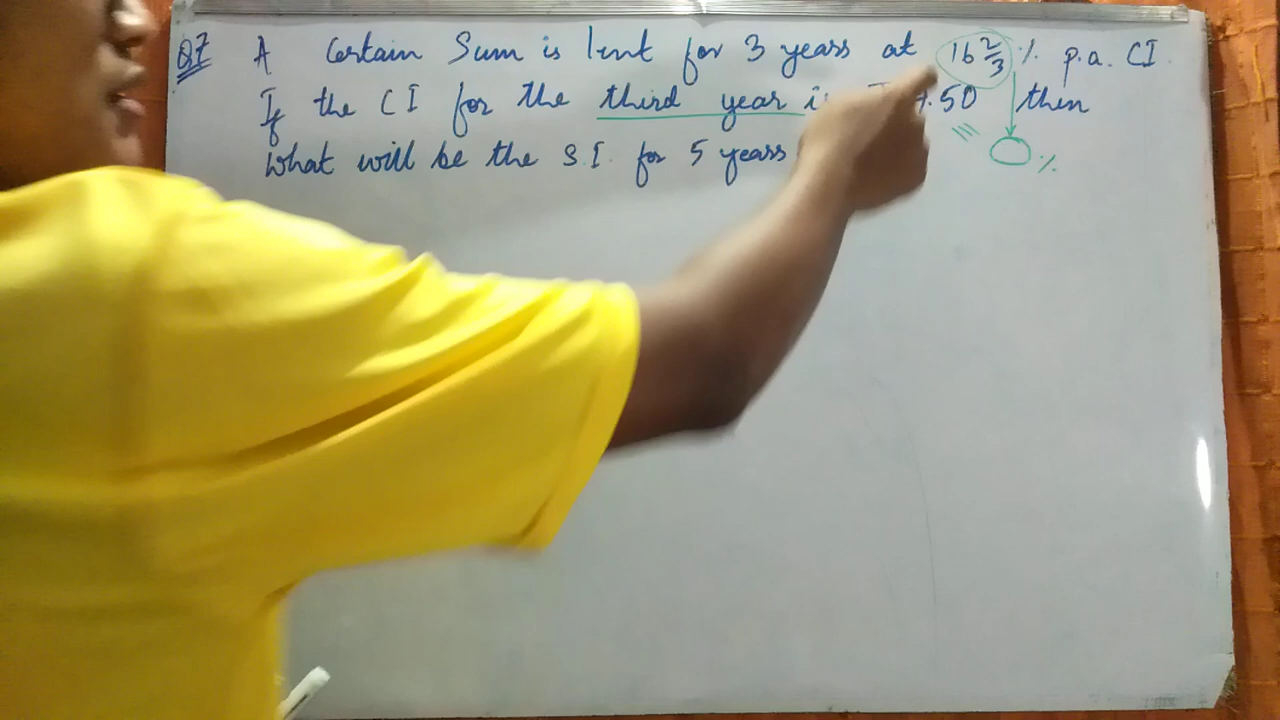 Q7 A Certain Sum is lent for 3 years at 16 2/3 % p.a. CI.
If the CI for the third year is .50 then
What will be the S.I. for 5 years
%